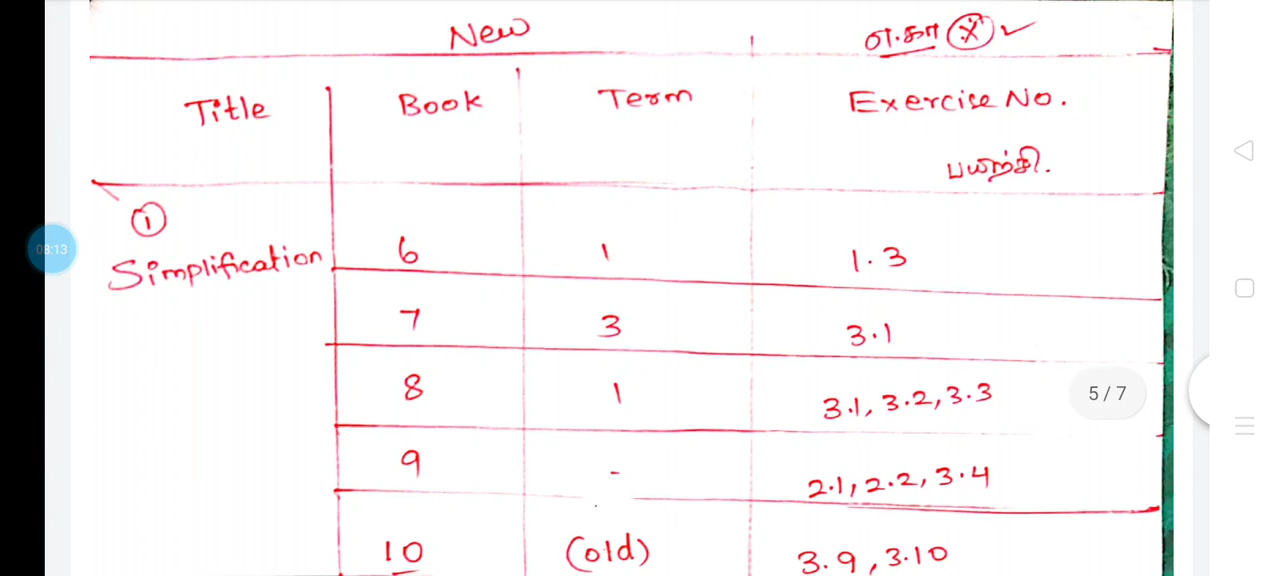 New எ.கா (X) ✓
Title Book Term Exercise No.
பயிற்சி.
①
Simplification 6 1 1.3
08:13
7 3 3.1
8 1 3.1, 3.2, 3.3
5 / 7
9 - 2.1, 2.2, 3.4
10 (old) 3.9, 3.10